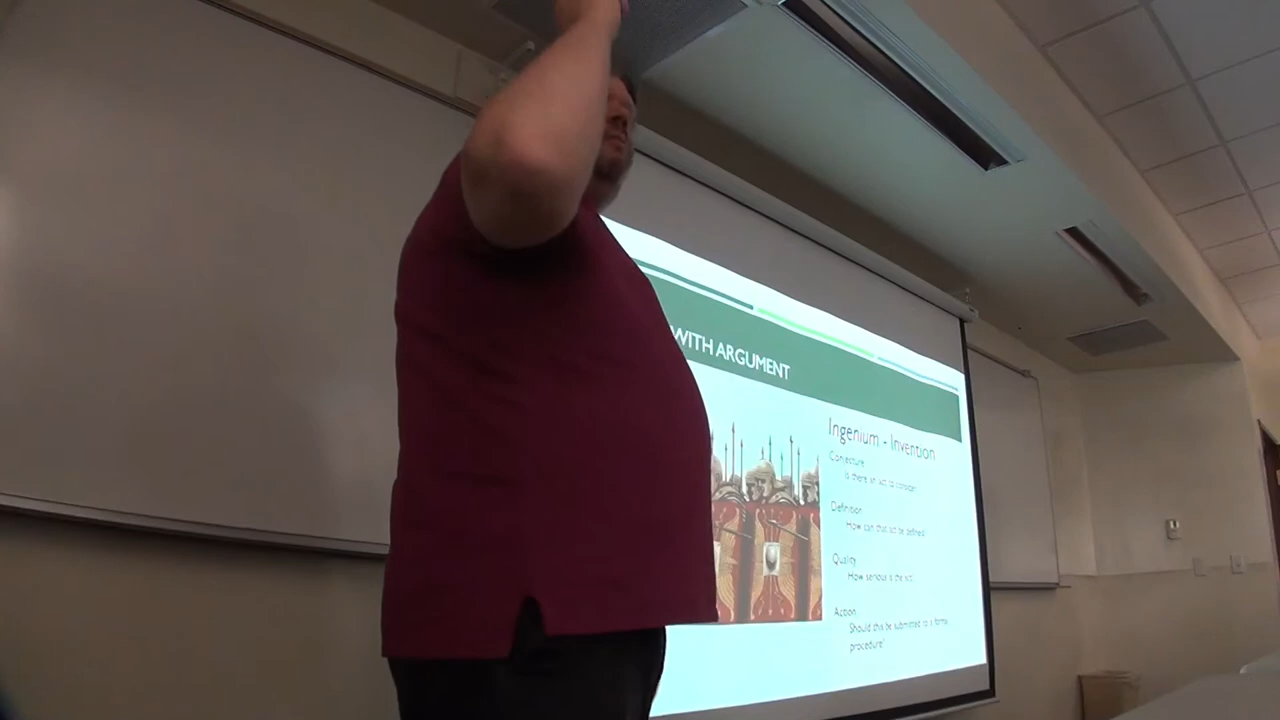 WITH ARGUMENT
Ingenium - Invention
Conjecture
Is there an act to consider?
Definition
How can that act be defined?
Quality
How serious is the act?
Action
Should this be submitted to a formal
procedure?